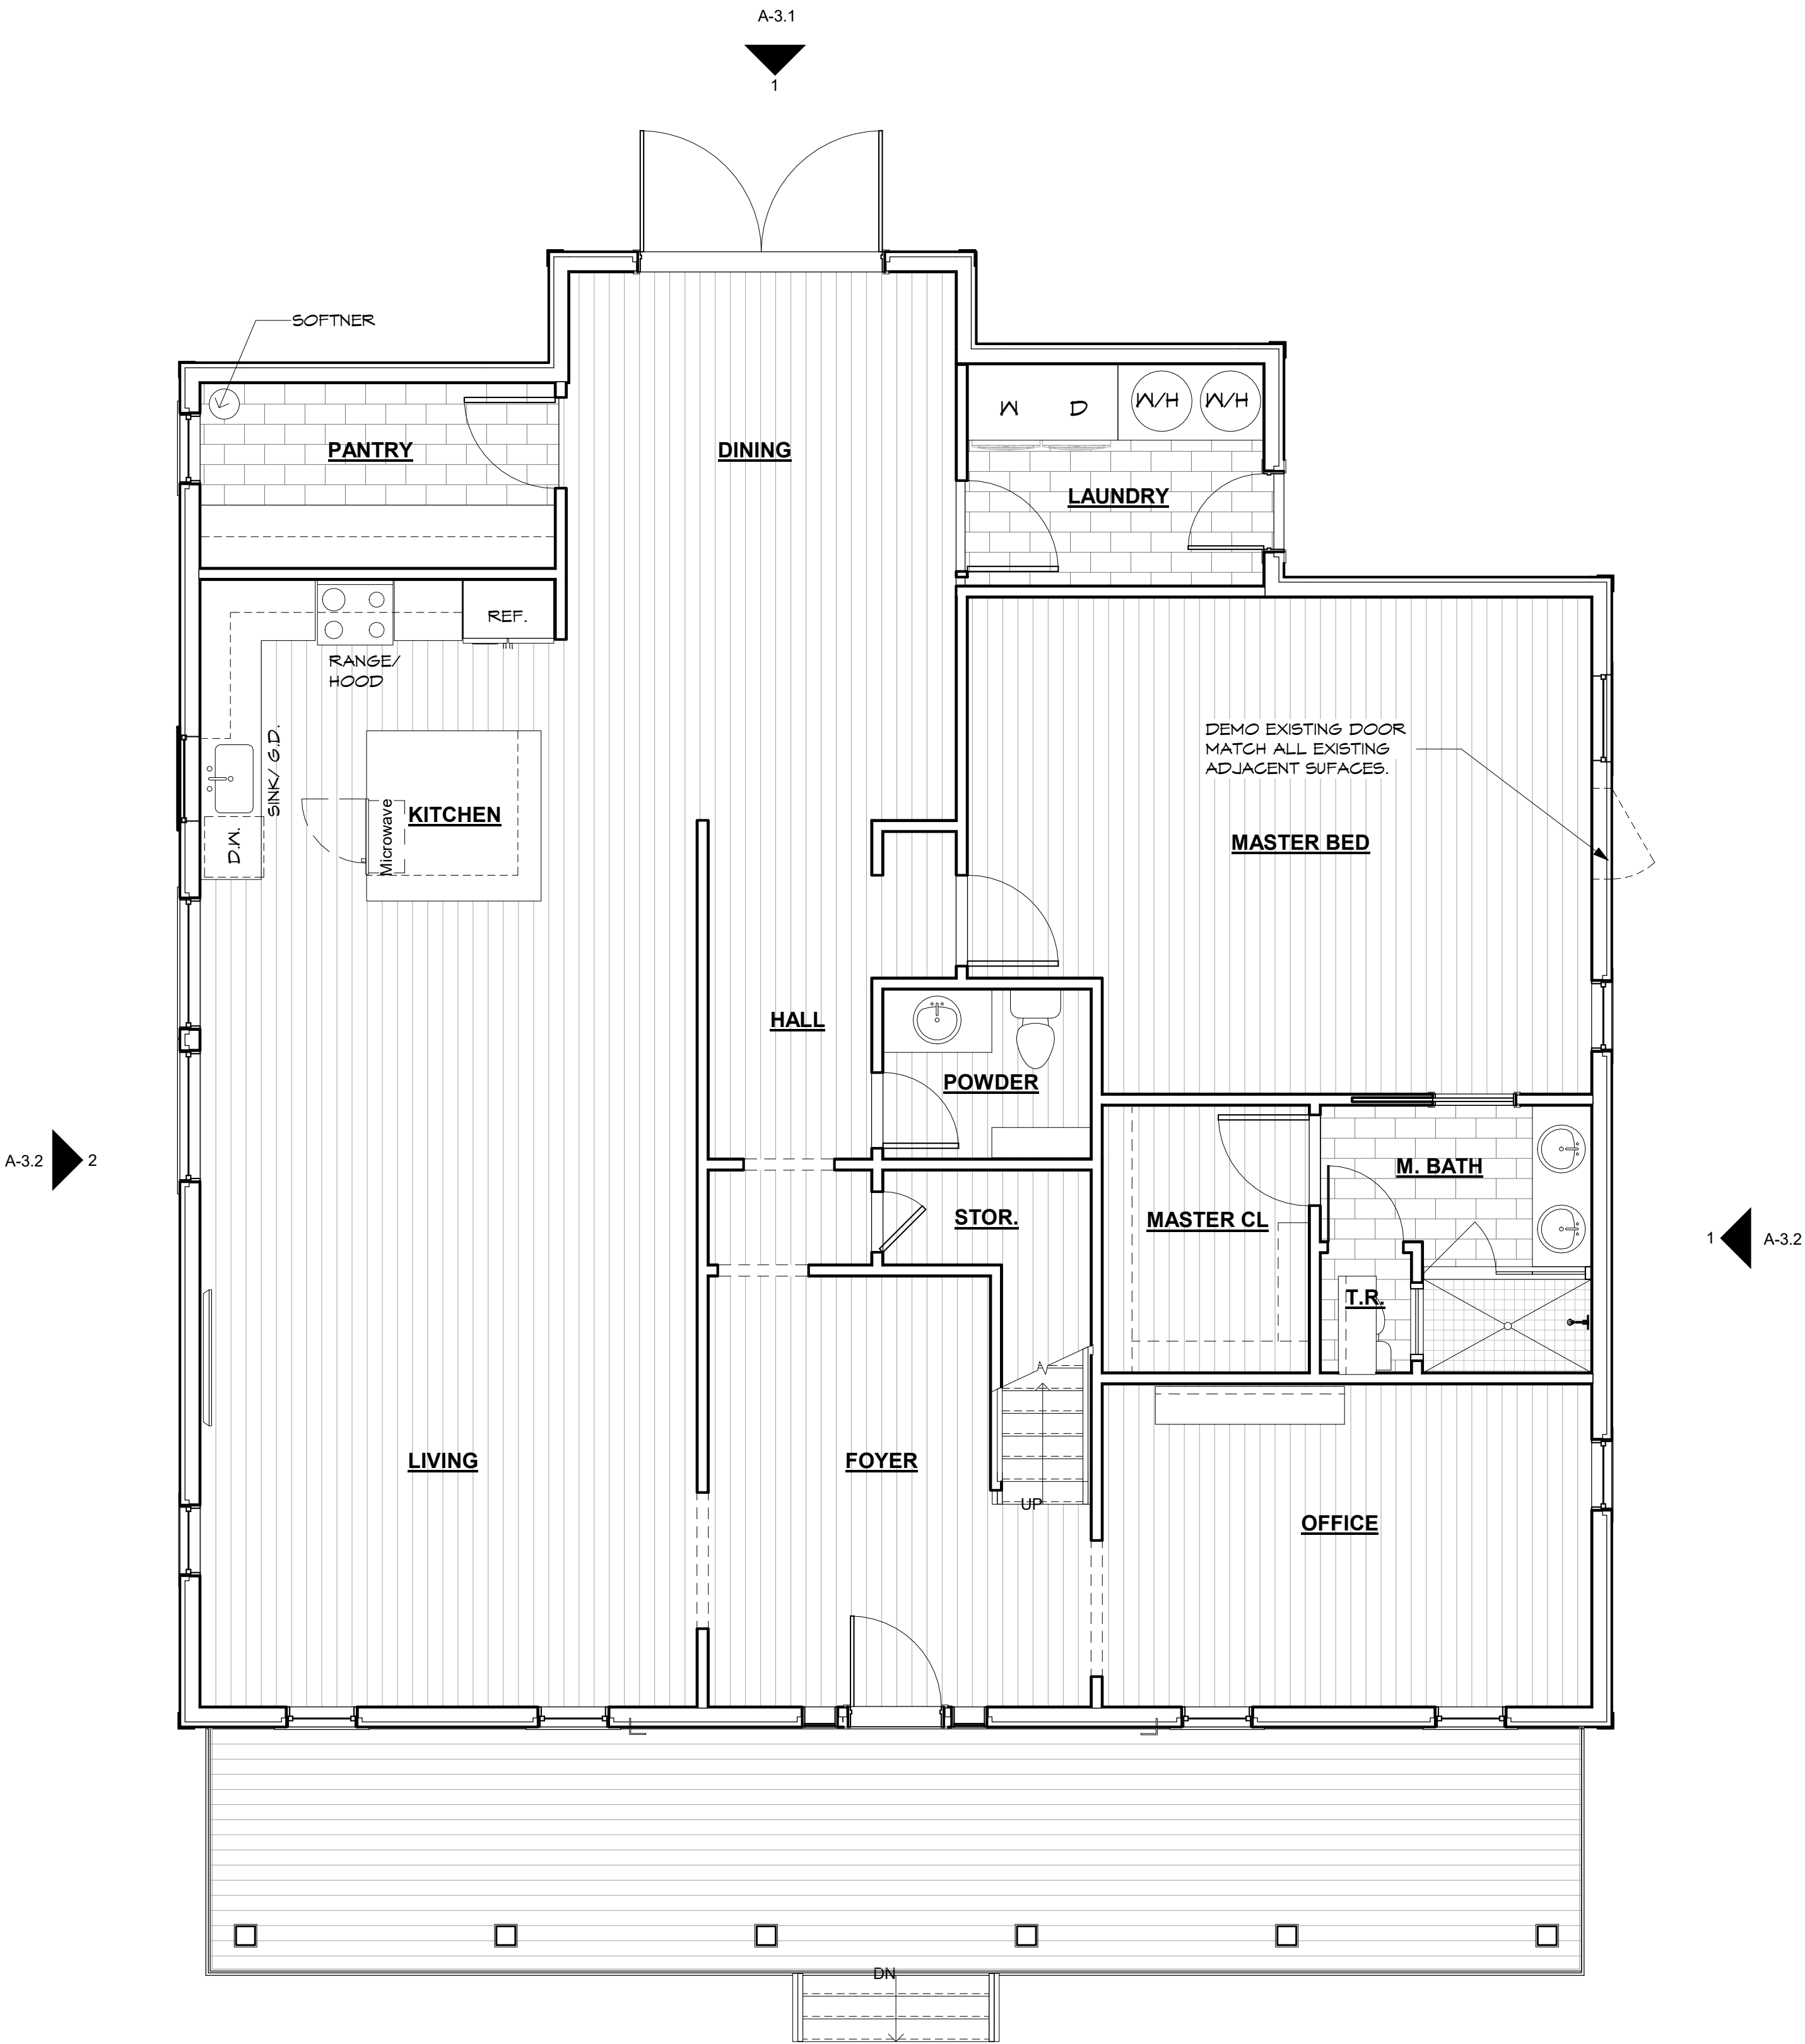 A-3.1
1
SOFTNER
PANTRY
DINING
W
D
W/H
W/H
LAUNDRY
REF.
RANGE/
HOOD
SINK/ G.D.
D.W.
Microwave
KITCHEN
DEMO EXISTING DOOR
MATCH ALL EXISTING
ADJACENT SUFACES.
MASTER BED
HALL
POWDER
A-3.2
2
M. BATH
STOR.
MASTER CL
1
A-3.2
T.R.
LIVING
FOYER
UP
OFFICE
DN